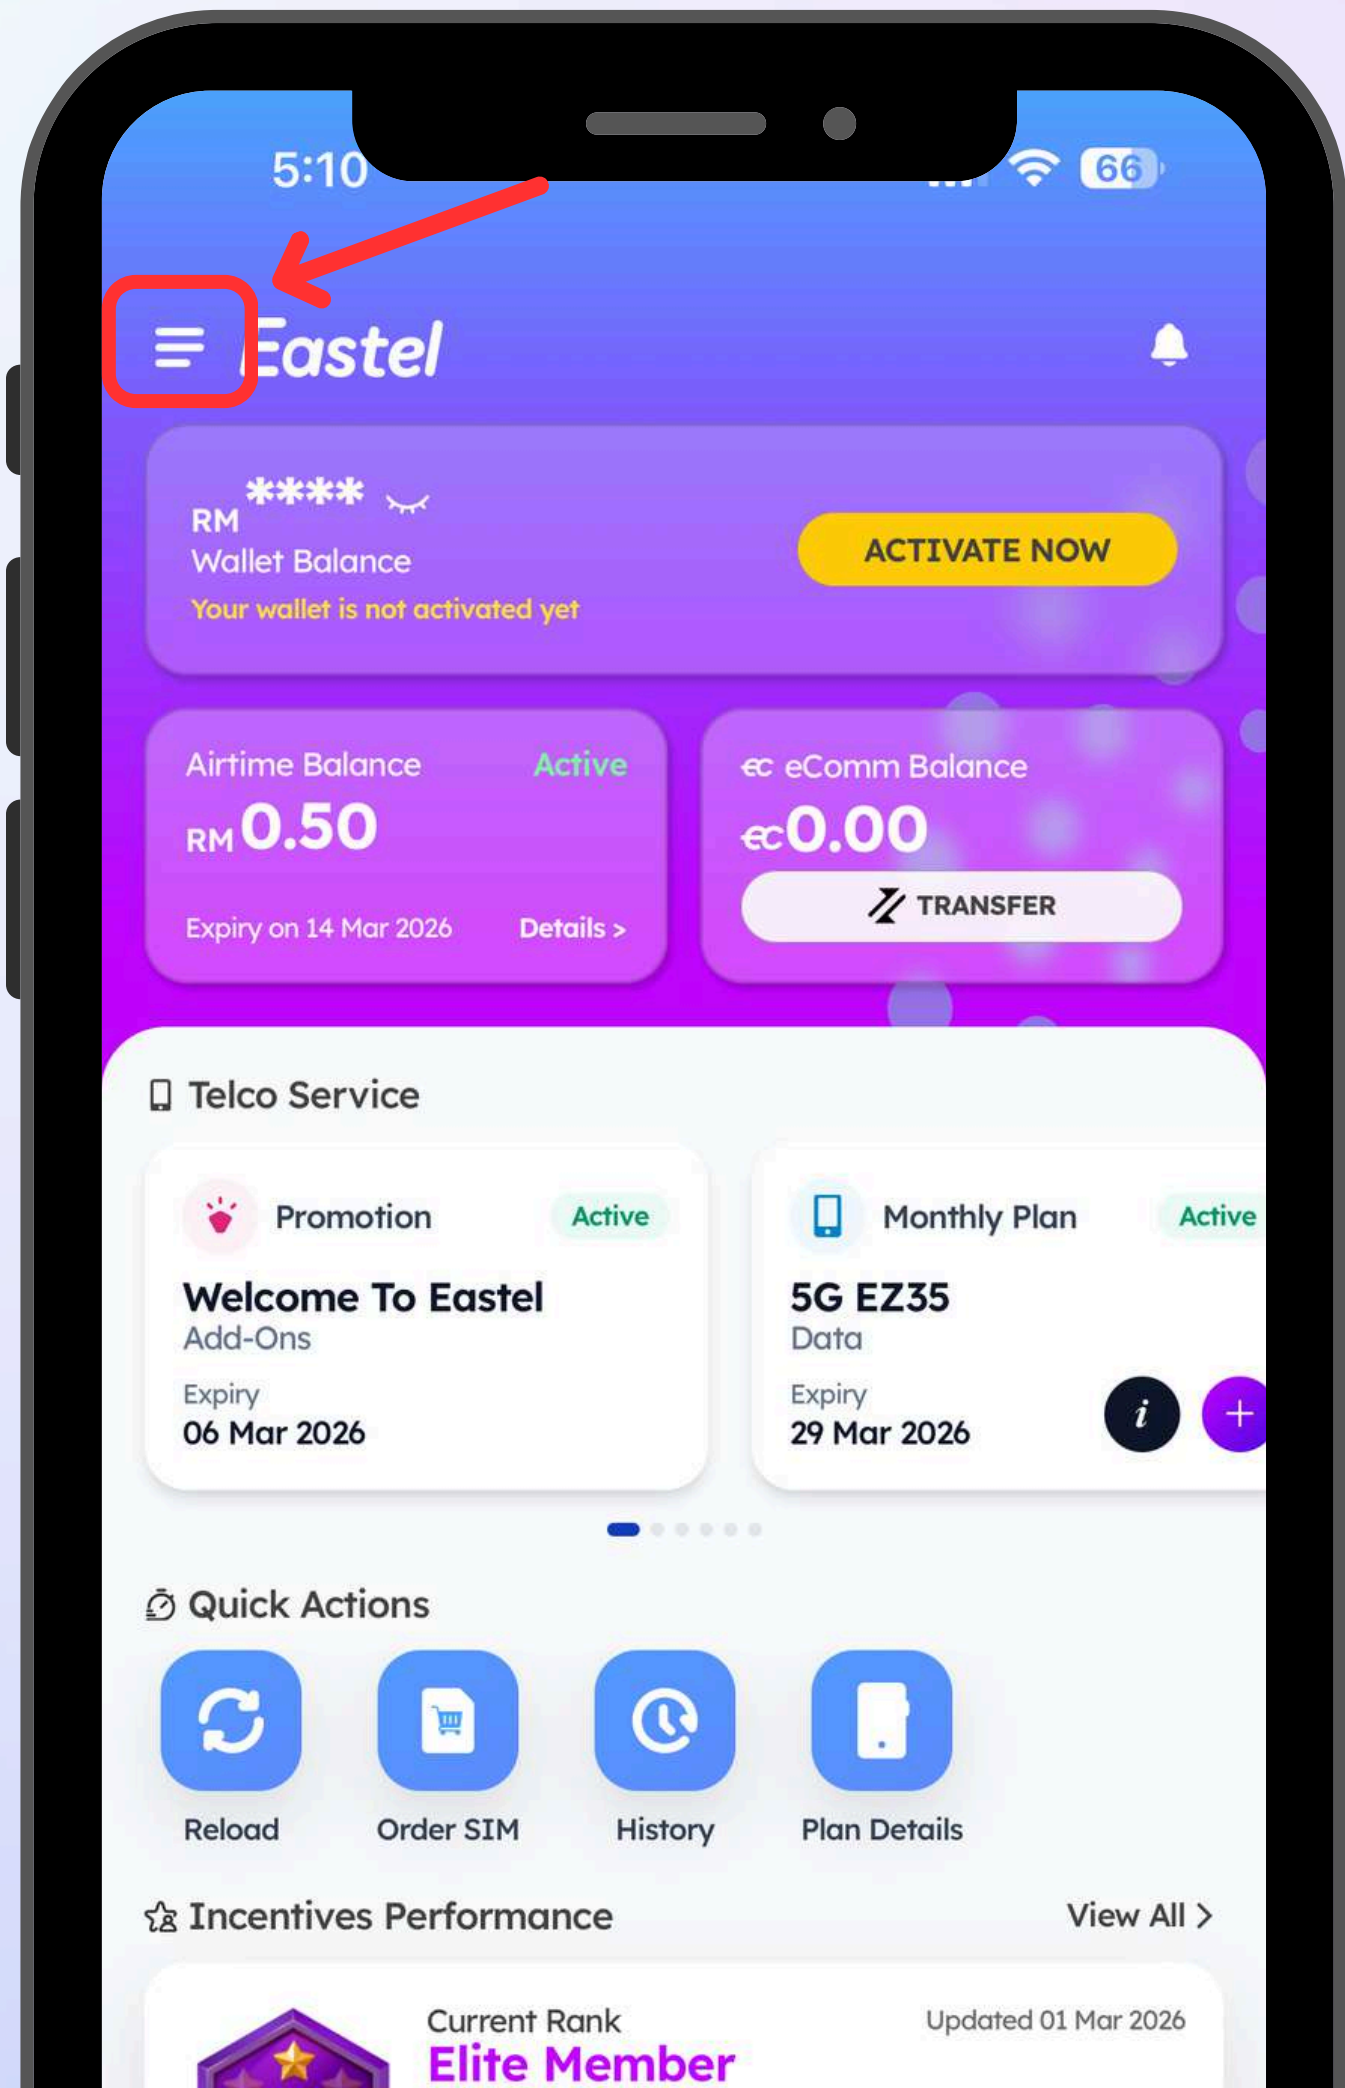 5:10
66
Eastel
RM ****
Wallet Balance
Your wallet is not activated yet
ACTIVATE NOW
Airtime Balance
Active
RM 0.50
Expiry on 14 Mar 2026
Details >
eComm Balance
0.00
TRANSFER
Telco Service
Promotion
Active
Welcome To Eastel
Add-Ons
Expiry
06 Mar 2026
Monthly Plan
Active
5G EZ35
Data
Expiry
29 Mar 2026
Quick Actions
Reload
Order SIM
History
Plan Details
Incentives Performance
View All >
Current Rank
Updated 01 Mar 2026
Elite Member